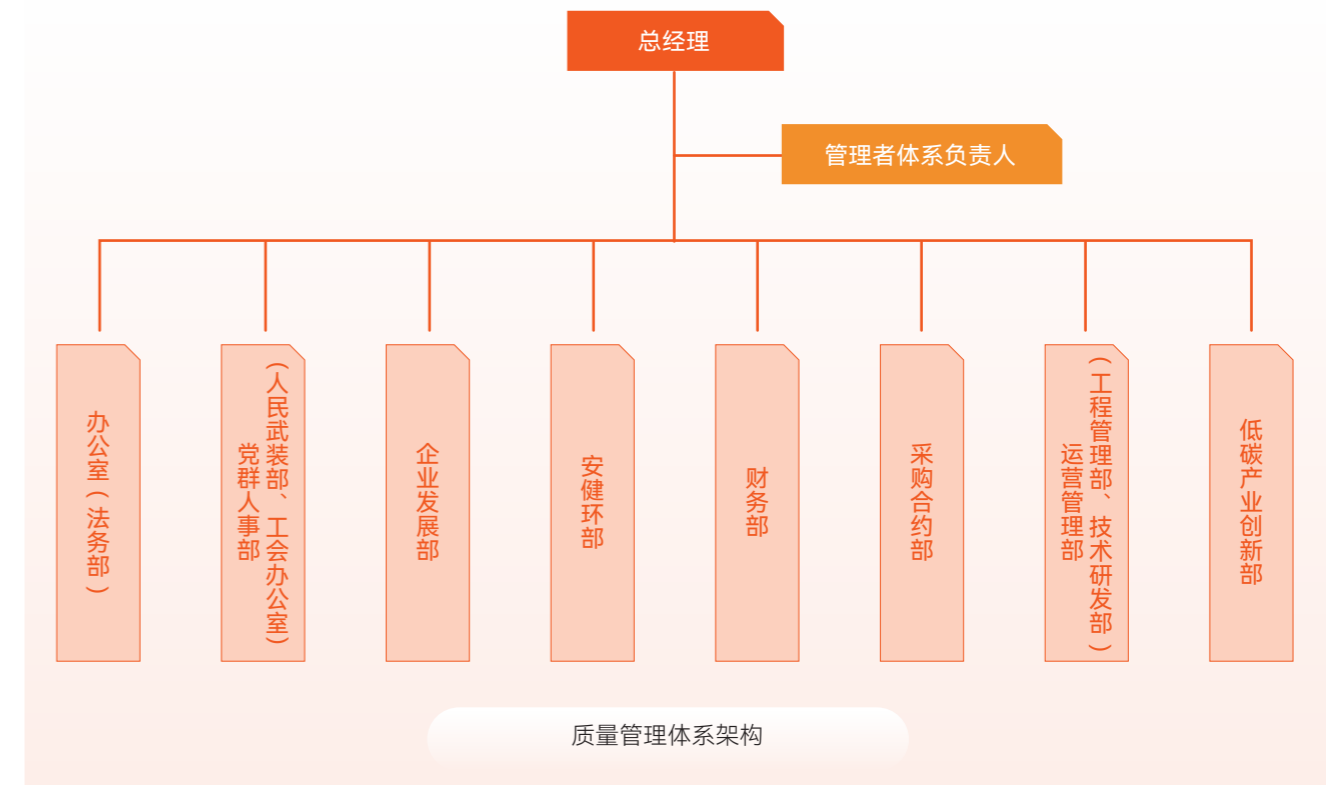 总经理
管理者体系负责人
办公室（法务部）
党群人事部
（人民武装部、工会办公室）
企业发展部
安健环部
财务部
采购合约部
运营管理部
（工程管理部、技术研发部）
低碳产业创新部
质量管理体系架构